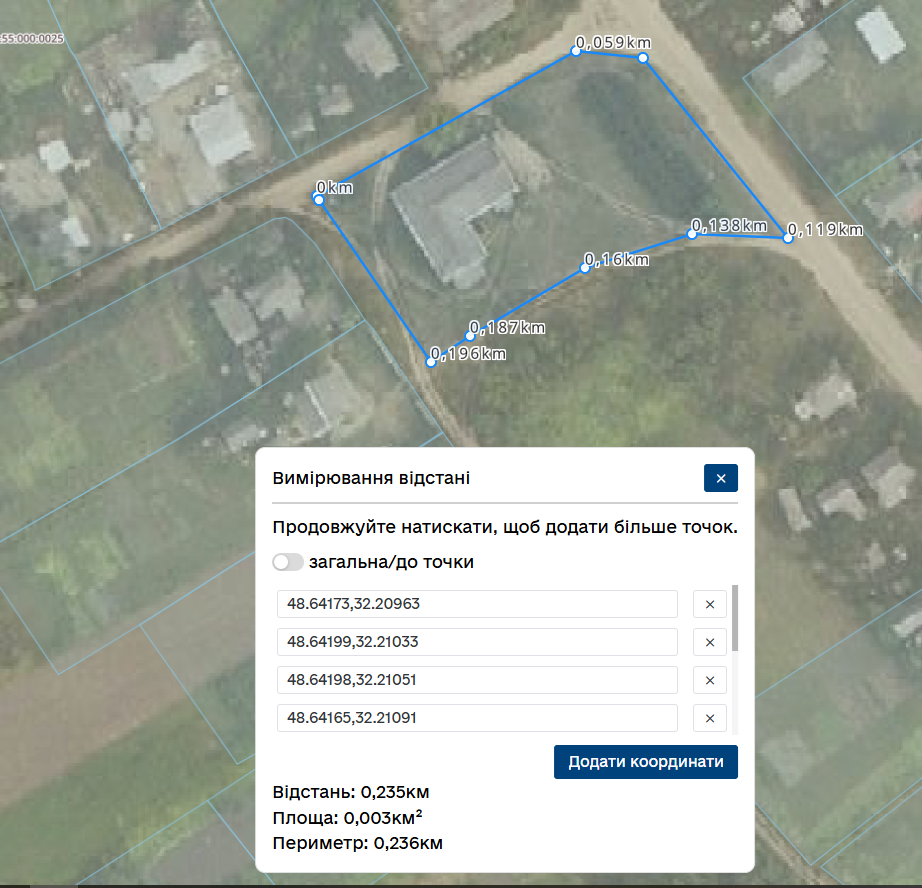 :55:000:0025
0,059km
0km
0,138km
0,119km
0,16km
0,187km
0,196km
Вимірювання відстані
×
Продовжуйте натискати, щоб додати більше точок.
загальна/до точки
48.64173,32.20963 ×
48.64199,32.21033 ×
48.64198,32.21051 ×
48.64165,32.21091 ×
Додати координати
Відстань: 0,235км
Площа: 0,003км²
Периметр: 0,236км